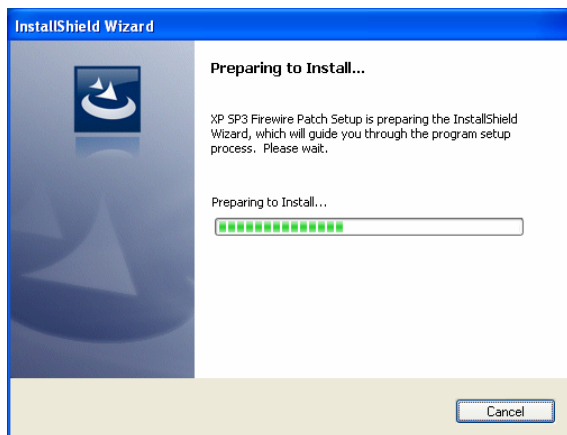 InstallShield Wizard
Preparing to Install...
XP SP3 Firewire Patch Setup is preparing the InstallShield
Wizard, which will guide you through the program setup
process. Please wait.
Preparing to Install...
Cancel